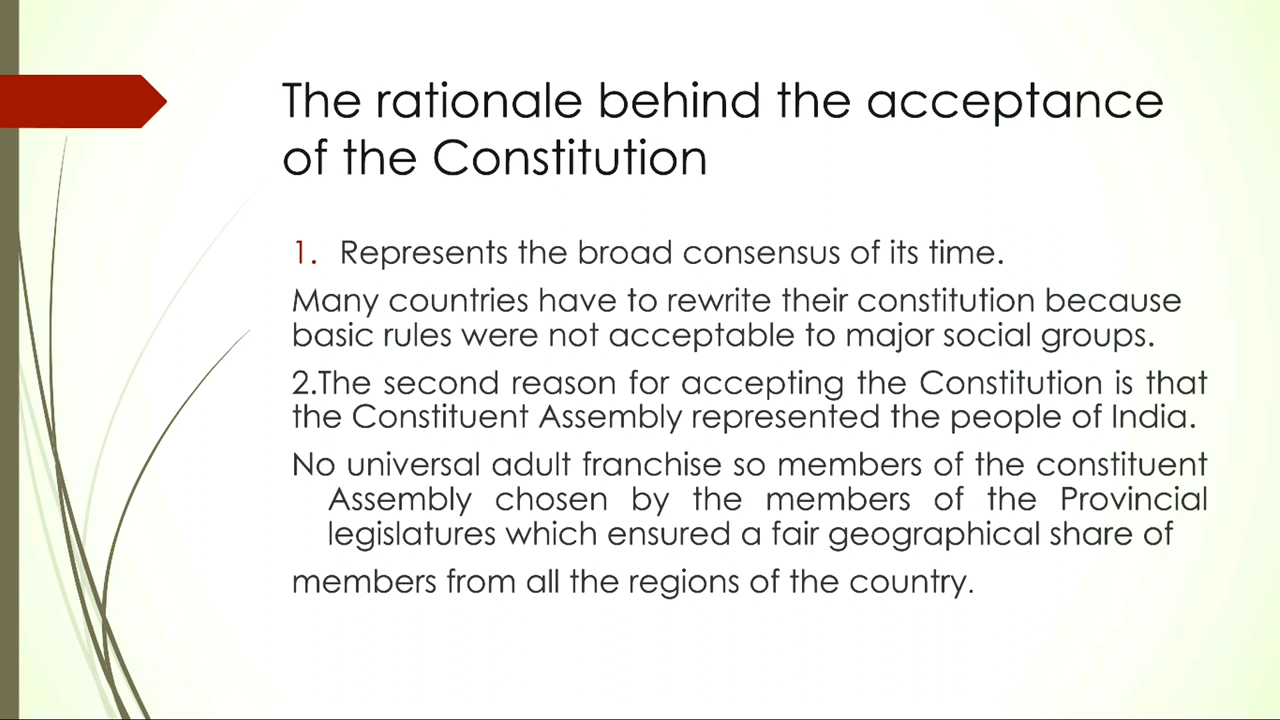 The rationale behind the acceptance
of the Constitution
1. Represents the broad consensus of its time.
Many countries have to rewrite their constitution because
basic rules were not acceptable to major social groups.
2.The second reason for accepting the Constitution is that
the Constituent Assembly represented the people of India.
No universal adult franchise so members of the constituent
Assembly chosen by the members of the Provincial
legislatures which ensured a fair geographical share of
members from all the regions of the country.